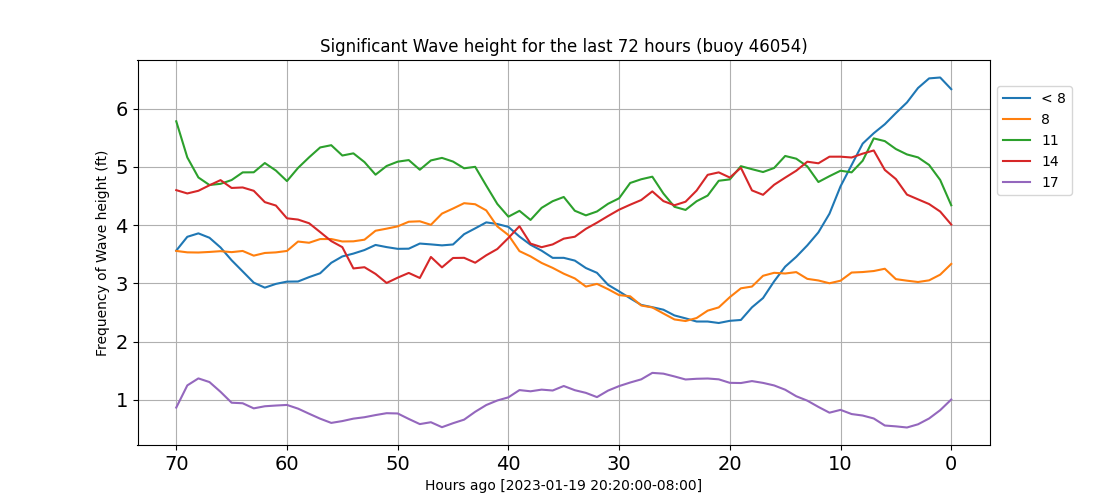 Significant Wave height for the last 72 hours (buoy 46054)
Frequency of Wave height (ft)
6
5
4
3
2
1
70 60 50 40 30 20 10 0
Hours ago [2023-01-19 20:20:00-08:00]
< 8
8
11
14
17